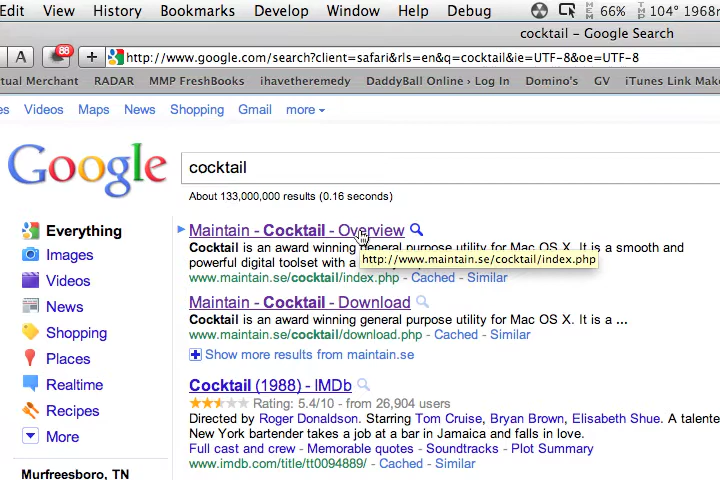 Edit View History Bookmarks Develop Window Help Debug MEM 66% TMP 104° 1968
cocktail – Google Search
A 88 + http://www.google.com/search?client=safari&rls=en&q=cocktail&ie=UTF-8&oe=UTF-8
tual Merchant RADAR MMP FreshBooks ihavetheremedy DaddyBall Online › Log In Domino's GV iTunes Link Make
es Videos Maps News Shopping Gmail more
Google
cocktail
About 133,000,000 results (0.16 seconds)
Everything
Images
Videos
News
Shopping
Places
Realtime
Recipes
More
Murfreesboro, TN
Maintain - Cocktail - Overview
Cocktail is an award winning general purpose utility for Mac OS X. It is a smooth and
powerful digital toolset with a
http://www.maintain.se/cocktail/index.php
www.maintain.se/cocktail/index.php - Cached - Similar
Maintain - Cocktail - Download
Cocktail is an award winning general purpose utility for Mac OS X. It is a ...
www.maintain.se/cocktail/download.php - Cached - Similar
Show more results from maintain.se
Cocktail (1988) - IMDb
Rating: 5.4/10 - from 26,904 users
Directed by Roger Donaldson. Starring Tom Cruise, Bryan Brown, Elisabeth Shue. A talente
New York bartender takes a job at a bar in Jamaica and falls in love.
Full cast and crew - Memorable quotes - Soundtracks - Plot Summary
www.imdb.com/title/tt0094889/ - Cached - Similar